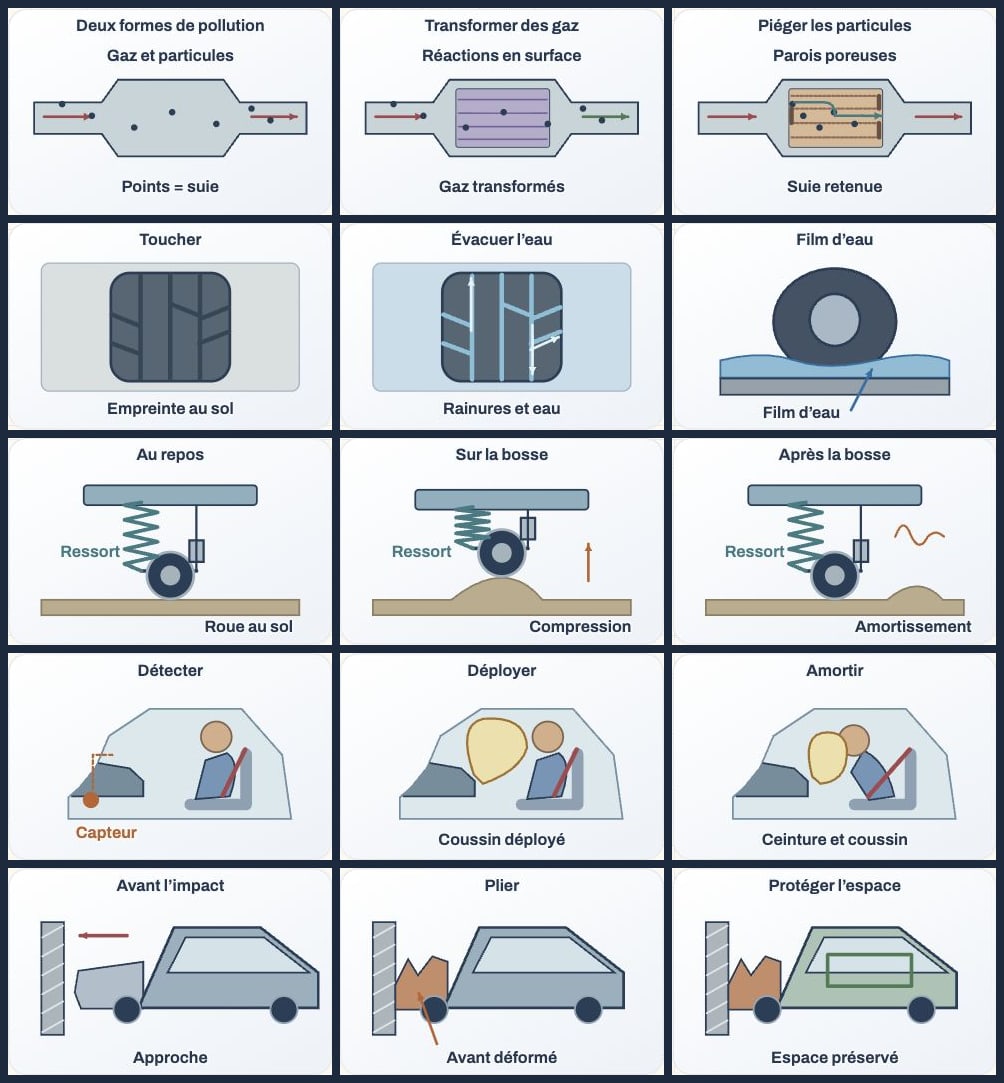 Deux formes de pollution
Gaz et particules
Points = suie
Transformer des gaz
Réactions en surface
Gaz transformés
Piéger les particules
Parois poreuses
Suie retenue
Toucher
Empreinte au sol
Évacuer l’eau
Rainures et eau
Film d’eau
Film d’eau
Au repos
Ressort
Roue au sol
Sur la bosse
Ressort
Compression
Après la bosse
Ressort
Amortissement
Détecter
Capteur
Déployer
Coussin déployé
Amortir
Ceinture et coussin
Avant l’impact
Approche
Plier
Avant déformé
Protéger l’espace
Espace préservé